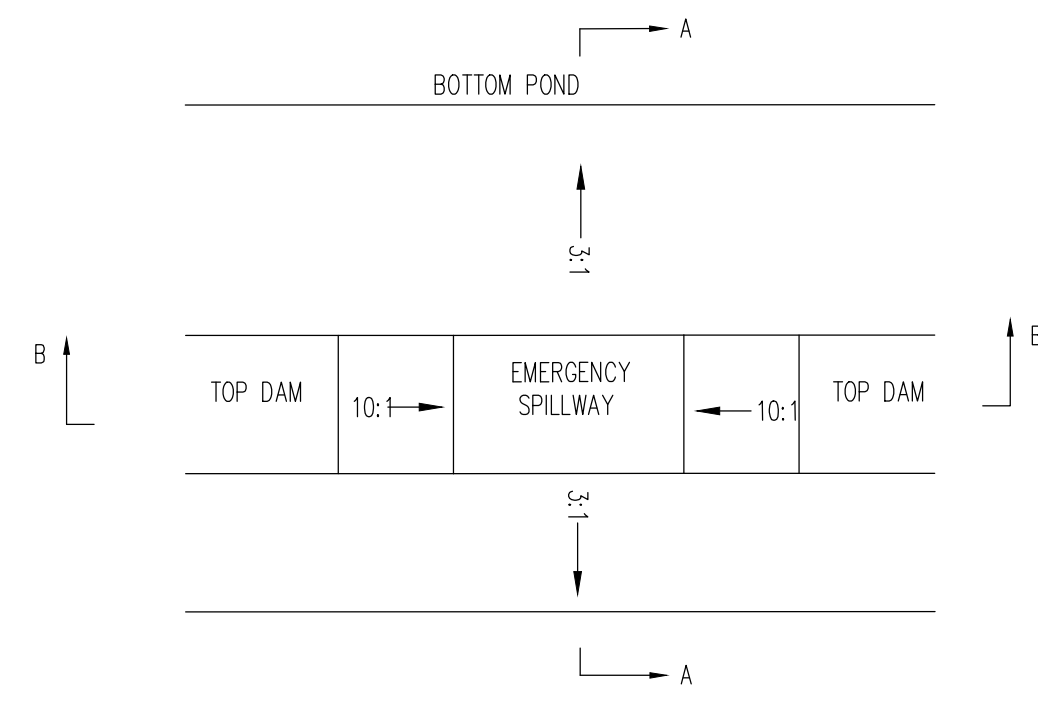 A
BOTTOM POND
3:1
B
B
TOP DAM
10:1
EMERGENCY
SPILLWAY
10:1
TOP DAM
3:1
A